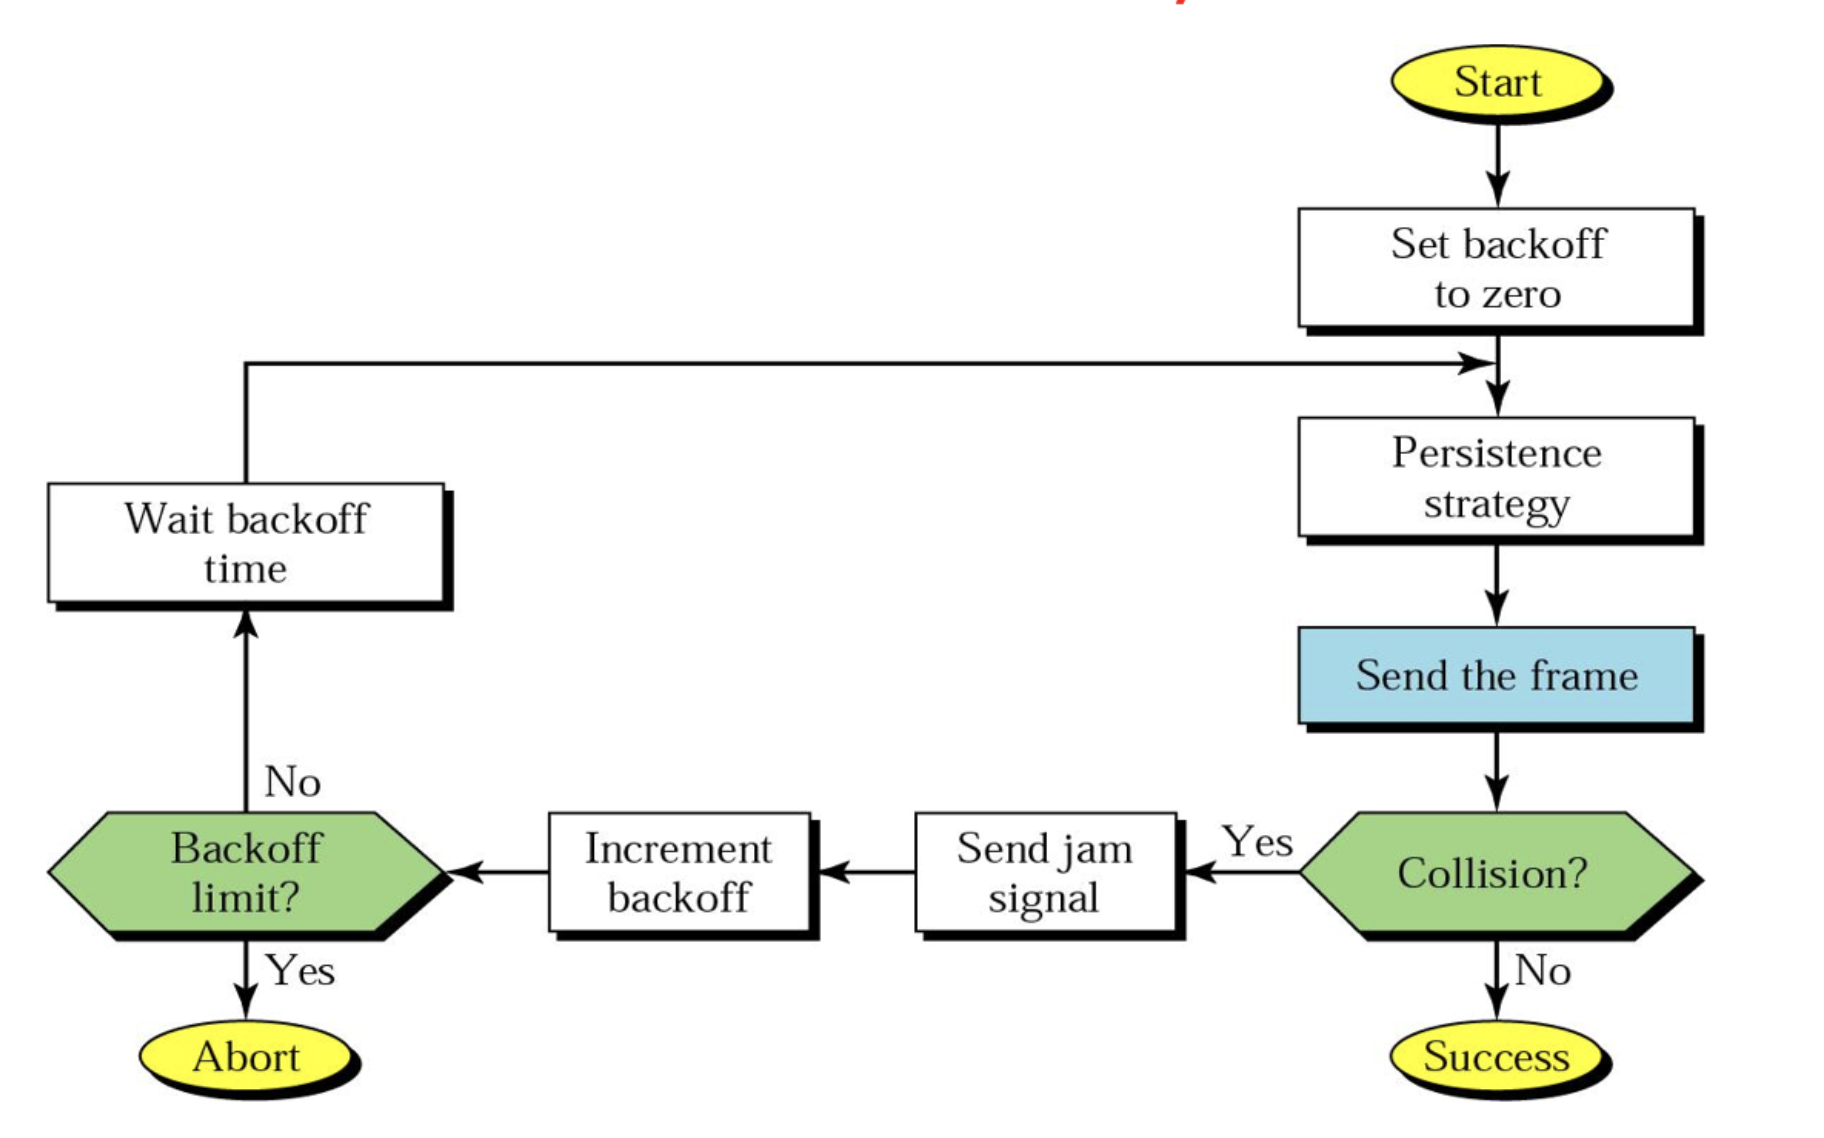 Start
Set backoff
to zero
Persistence
strategy
Wait backoff
time
Send the frame
No
Backoff
limit?
Increment
backoff
Send jam
signal
Yes
Collision?
Yes
No
Abort
Success